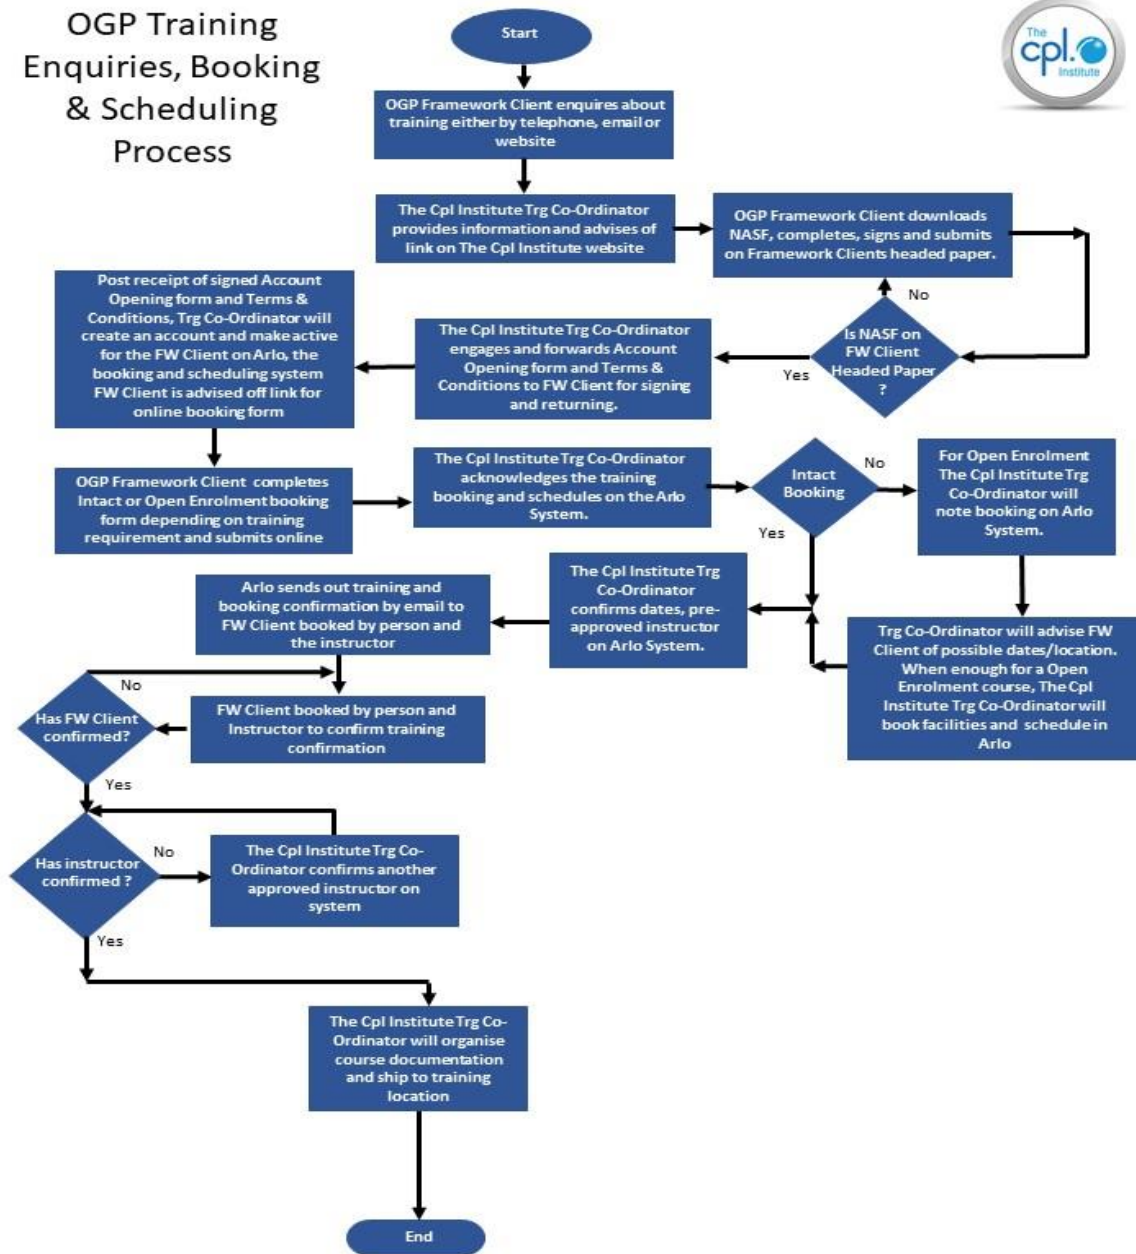 OGP Training
Enquiries, Booking
& Scheduling
Process
Start
The
cpl.
Institute
OGP Framework Client enquires about
training either by telephone, email or
website
The Cpl Institute Trg Co-Ordinator
provides information and advises of
link on The Cpl Institute website
OGP Framework Client downloads
NASF, completes, signs and submits
on Framework Clients headed paper.
No
Is NASF on
FW Client
Headed Paper
?
Yes
The Cpl Institute Trg Co-Ordinator
engages and forwards Account
Opening form and Terms &
Conditions to FW Client for signing
and returning.
Post receipt of signed Account
Opening form and Terms &
Conditions, Trg Co-Ordinator will
create an account and make active
for the FW Client on Arlo, the
booking and scheduling system
FW Client is advised off link for
online booking form
OGP Framework Client completes
Intact or Open Enrolment booking
form depending on training
requirement and submits online
The Cpl Institute Trg Co-Ordinator
acknowledges the training
booking and schedules on the Arlo
System.
Intact
Booking
No
Yes
For Open Enrolment
The Cpl Institute Trg
Co-Ordinator will
note booking on Arlo
System.
Trg Co-Ordinator will advise FW
Client of possible dates/location.
When enough for a Open
Enrolment course, The Cpl
Institute Trg Co-Ordinator will
book facilities and schedule in
Arlo
The Cpl Institute Trg
Co-Ordinator
confirms dates, pre-
approved instructor
on Arlo System.
Arlo sends out training and
booking confirmation by email to
FW Client booked by person and
the instructor
FW Client booked by person and
Instructor to confirm training
confirmation
No
Has FW Client
confirmed?
Yes
Has instructor
confirmed ?
No
The Cpl Institute Trg Co-
Ordinator confirms another
approved instructor on
system
Yes
The Cpl Institute Trg Co-
Ordinator will organise
course documentation
and ship to training
location
End